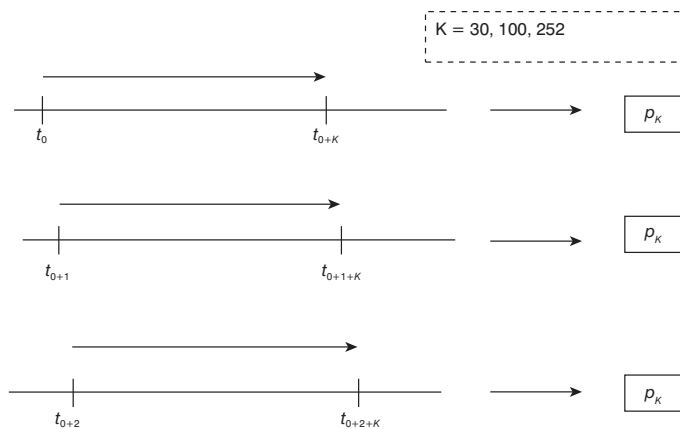 K = 30, 100, 252
t₀ t₀₊K pK
t₀₊₁ t₀₊₁₊K pK
t₀₊₂ t₀₊₂₊K pK